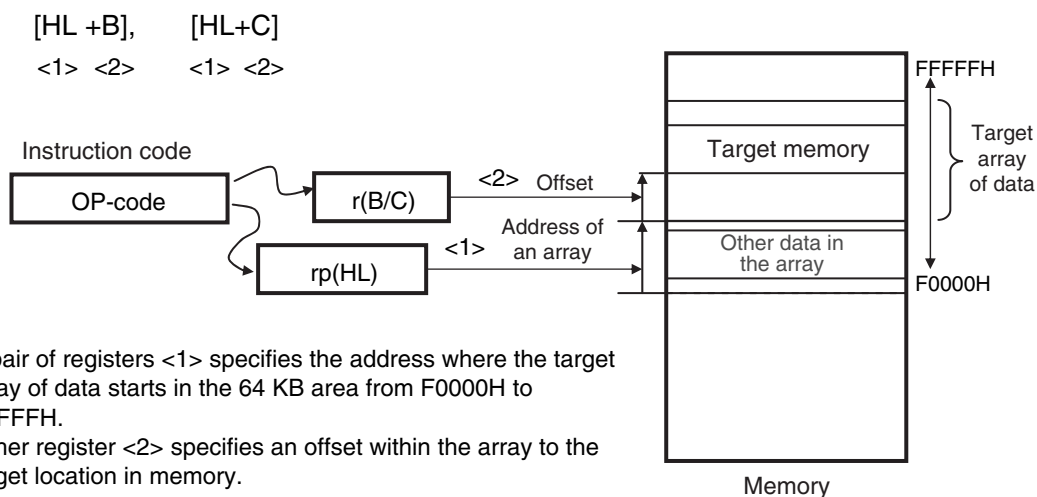 [HL +B], [HL+C]
<1> <2> <1> <2>
FFFFFH
Target
array
of data
Target memory
Instruction code
OP-code
r(B/C)
<2> Offset
Address of
an array
<1>
rp(HL)
Other data in
the array
F0000H
pair of registers <1> specifies the address where the target
ay of data starts in the 64 KB area from F0000H to
FFFH.
her register <2> specifies an offset within the array to the
get location in memory.
Memory